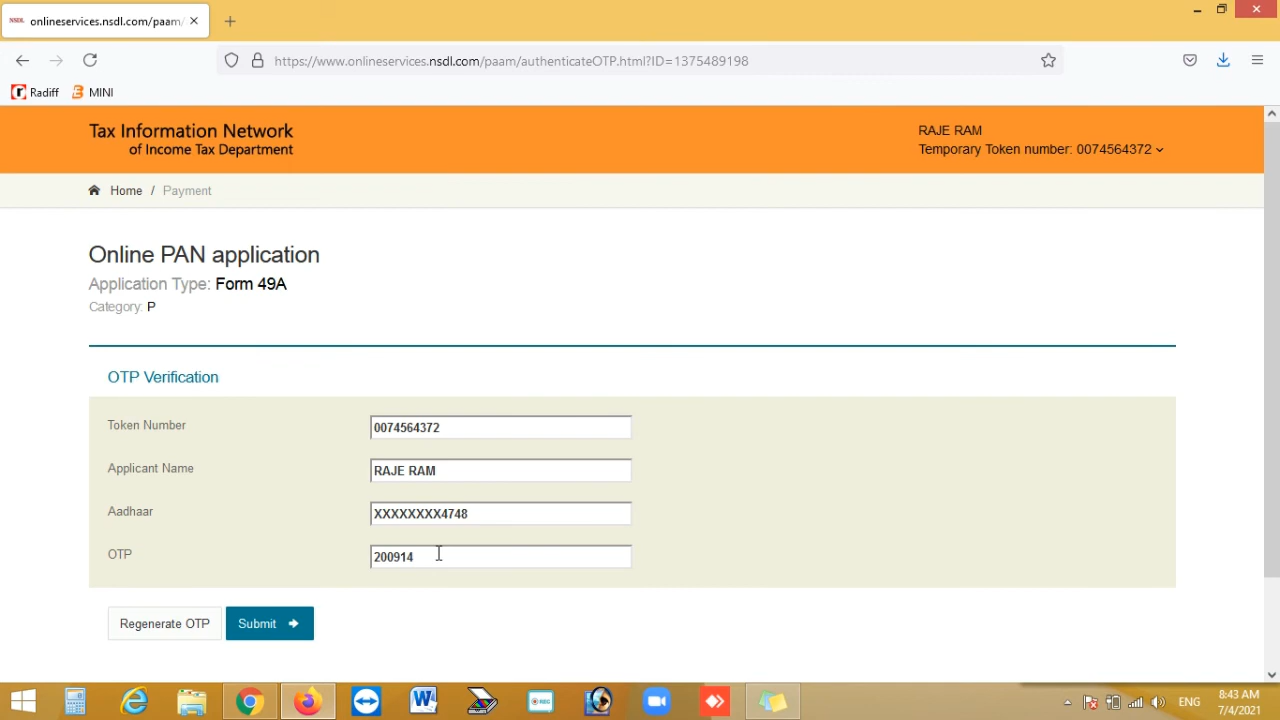 NSDL onlineservices.nsdl.com/paam/
https://www.onlineservices.nsdl.com/paam/authenticateOTP.html?ID=1375489198
Radiff MINI
Tax Information Network
of Income Tax Department
RAJE RAM
Temporary Token number: 0074564372
Home / Payment
Online PAN application
Application Type: Form 49A
Category: P
OTP Verification
Token Number 0074564372
Applicant Name RAJE RAM
Aadhaar XXXXXXXX4748
OTP 200914
Regenerate OTP Submit
ENG 8:43 AM
7/4/2021